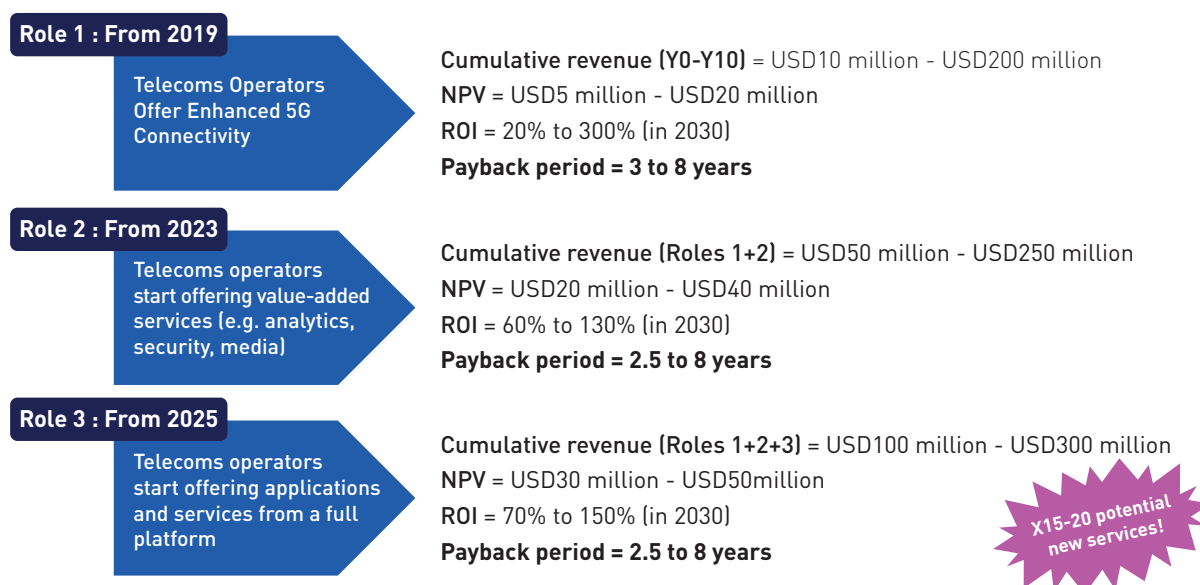 Role 1 : From 2019
Telecoms Operators
Offer Enhanced 5G
Connectivity
Cumulative revenue (Y0-Y10) = USD10 million - USD200 million
NPV = USD5 million - USD20 million
ROI = 20% to 300% (in 2030)
Payback period = 3 to 8 years
Role 2 : From 2023
Telecoms operators
start offering value-added
services (e.g. analytics,
security, media)
Cumulative revenue (Roles 1+2) = USD50 million - USD250 million
NPV = USD20 million - USD40 million
ROI = 60% to 130% (in 2030)
Payback period = 2.5 to 8 years
Role 3 : From 2025
Telecoms operators
start offering applications
and services from a full
platform
Cumulative revenue (Roles 1+2+3) = USD100 million - USD300 million
NPV = USD30 million - USD50million
ROI = 70% to 150% (in 2030)
Payback period = 2.5 to 8 years
X15-20 potential
new services!